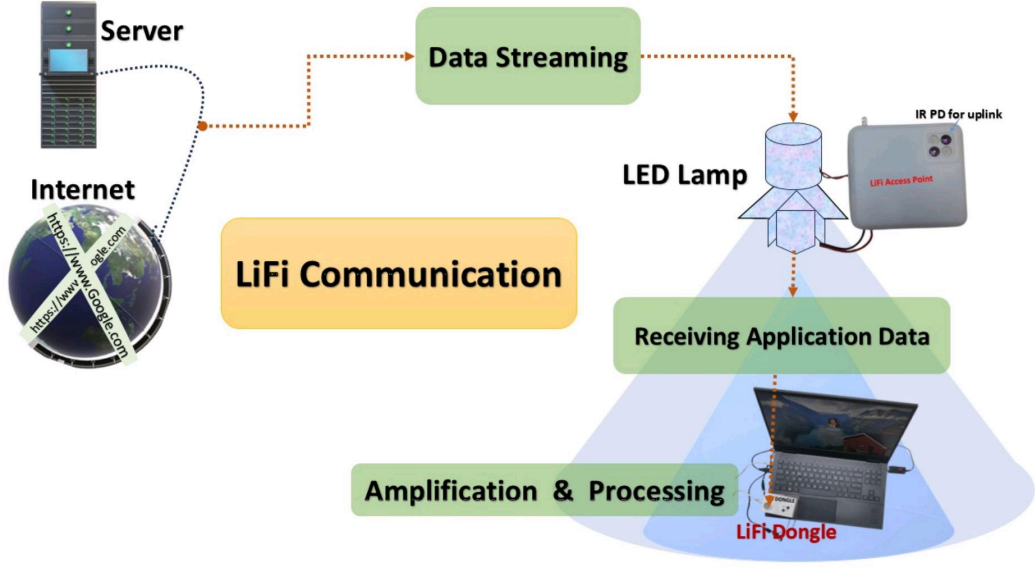 Server
Data Streaming
IR PD for uplink
LiFi Access Point
LED Lamp
Internet
https://www.Google.com
https://www
ogle.com
LiFi Communication
Receiving Application Data
Amplification & Processing
DONGLE
LiFi Dongle